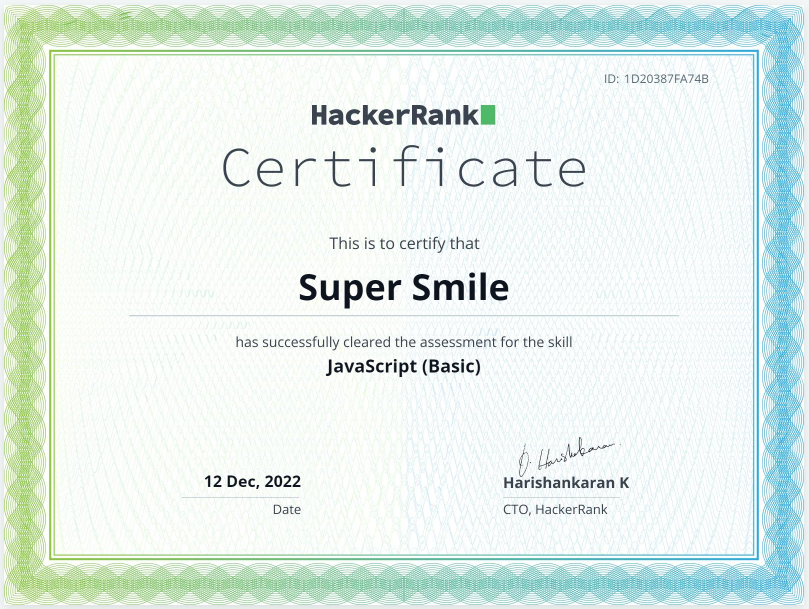 ID: 1D20387FA74B
HackerRank
Certificate
This is to certify that
Super Smile
has successfully cleared the assessment for the skill
JavaScript (Basic)
12 Dec, 2022
Date
Harishankaran K
CTO, HackerRank